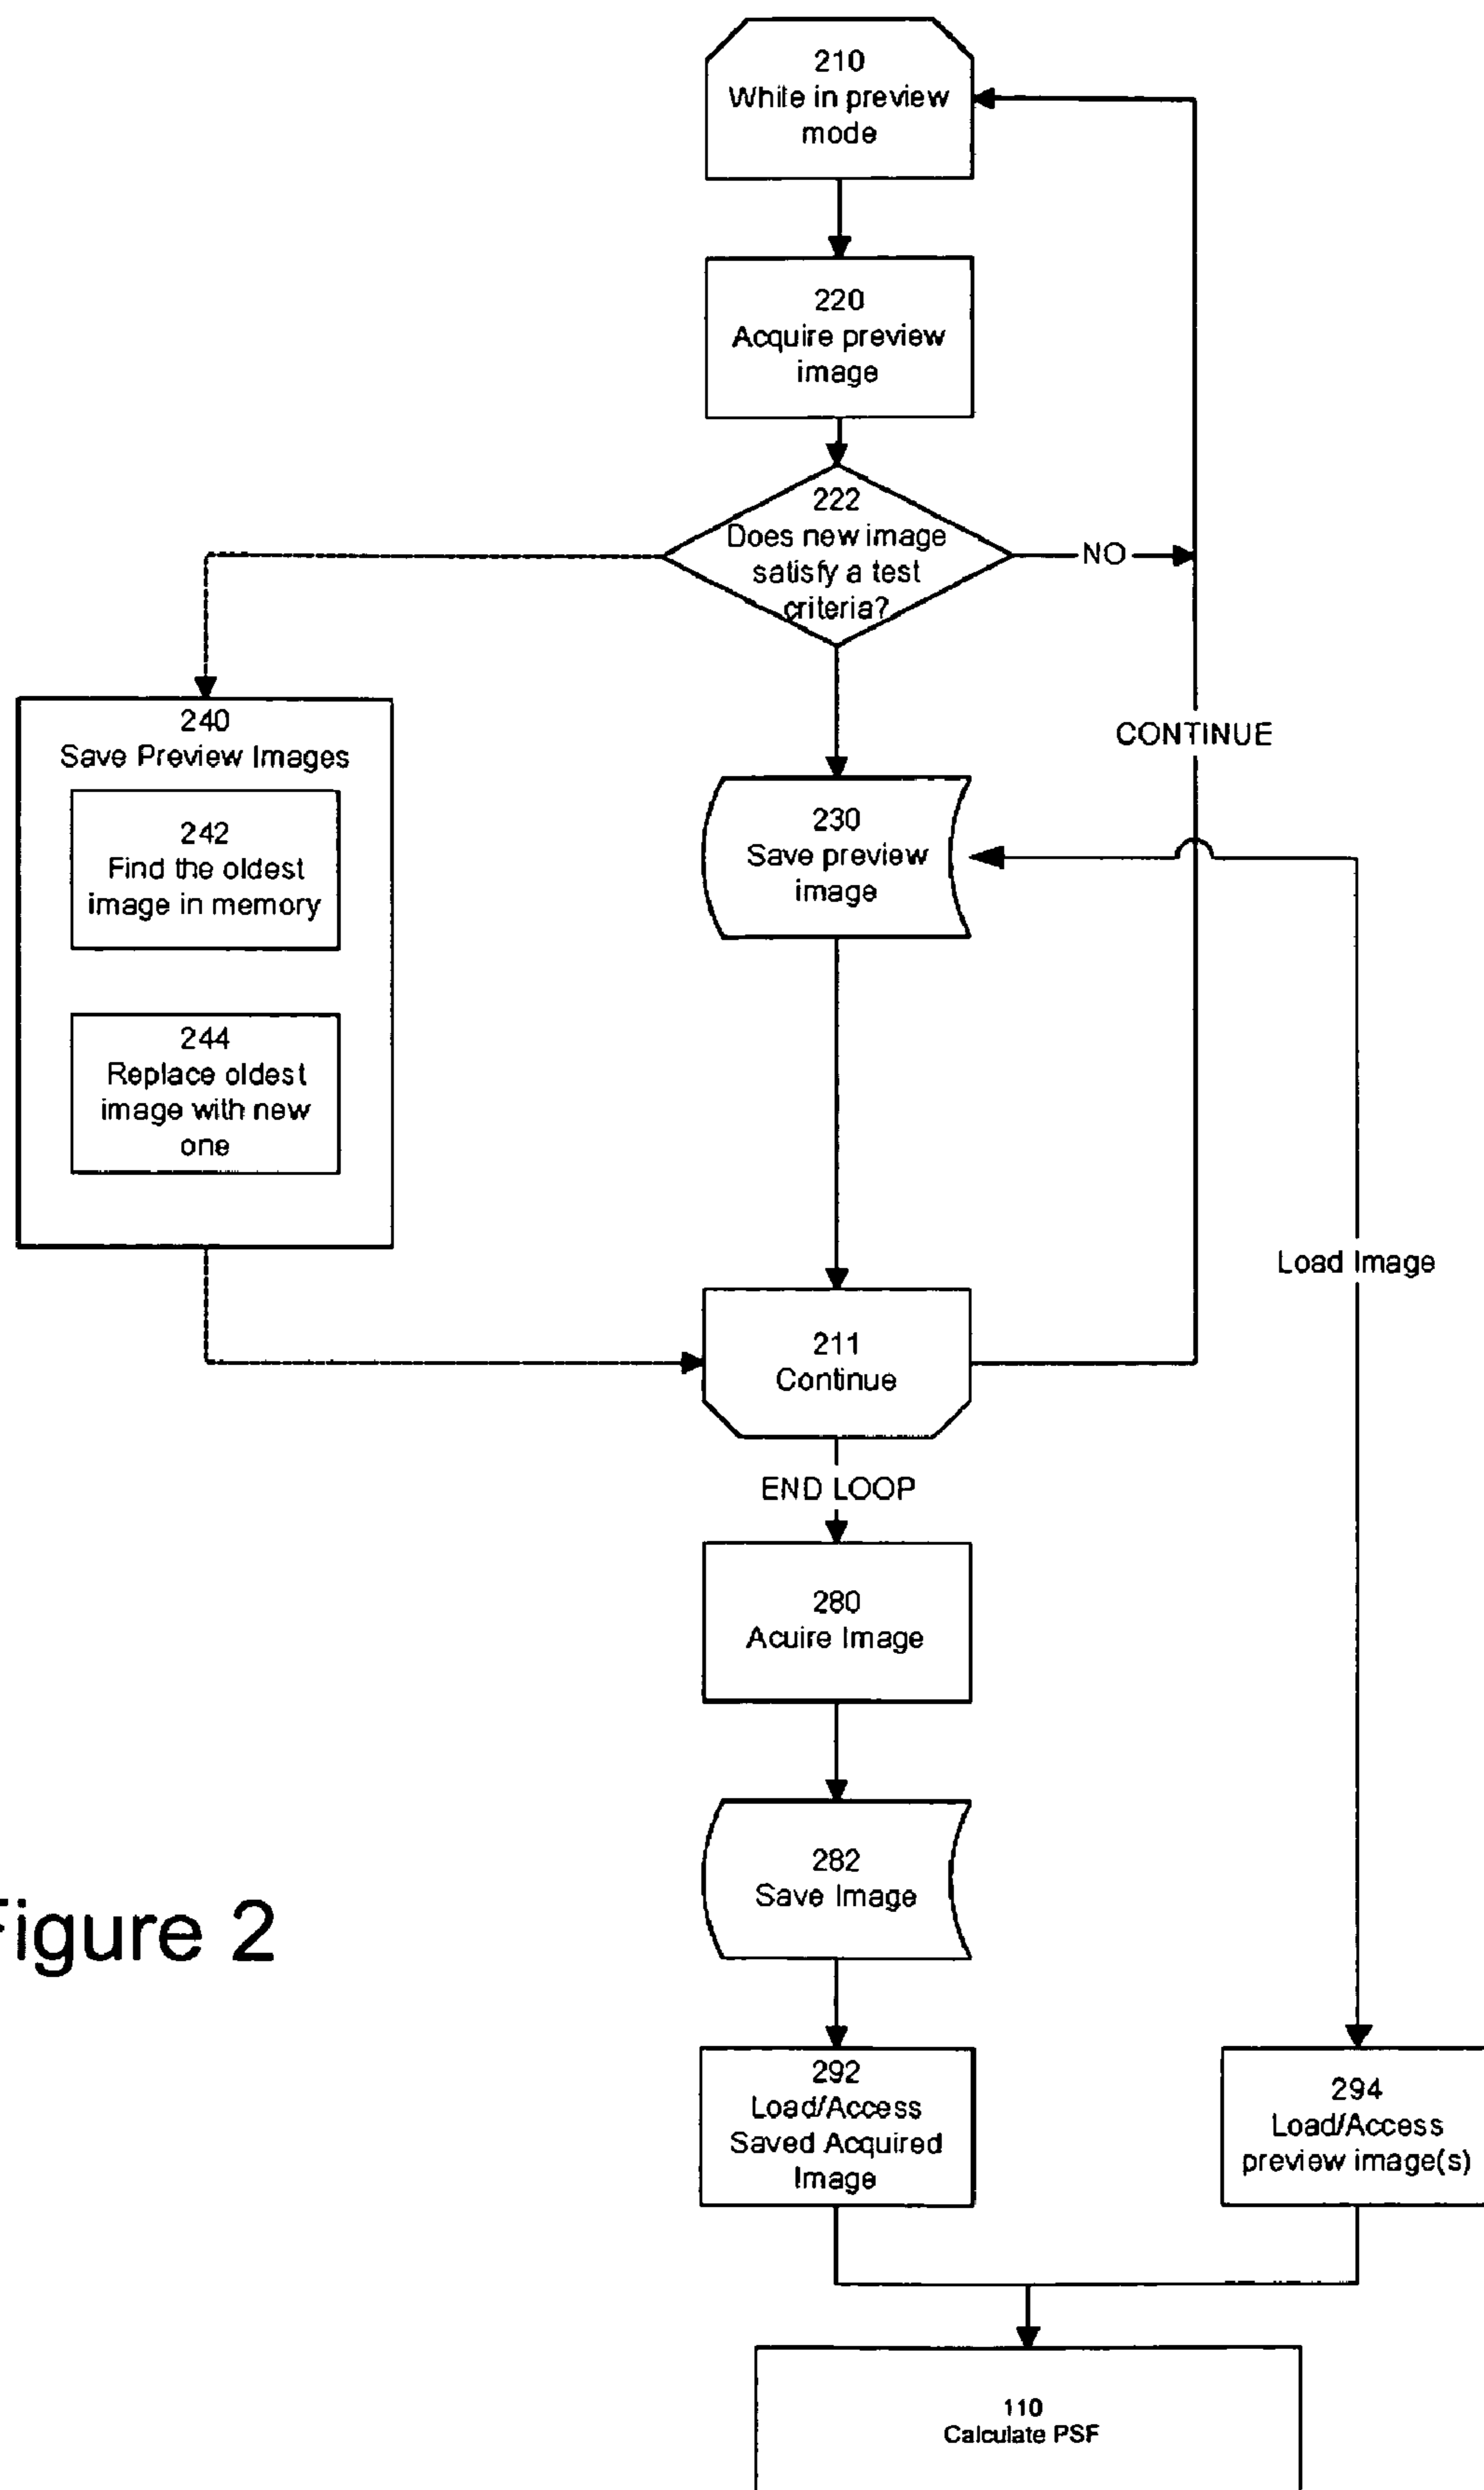 210
While in preview
mode
220
Acquire preview
image
222
Does new image
satisfy a test
criteria?
NO
240
Save Preview Images
242
Find the oldest
image in memory
244
Replace oldest
image with new
one
CONTINUE
230
Save preview
image
Load Image
211
Continue
END LOOP
280
Acuire Image
282
Save Image
Figure 2
292
Load/Access
Saved Acquired
Image
294
Load/Access
preview image(s)
110
Calculate PSF